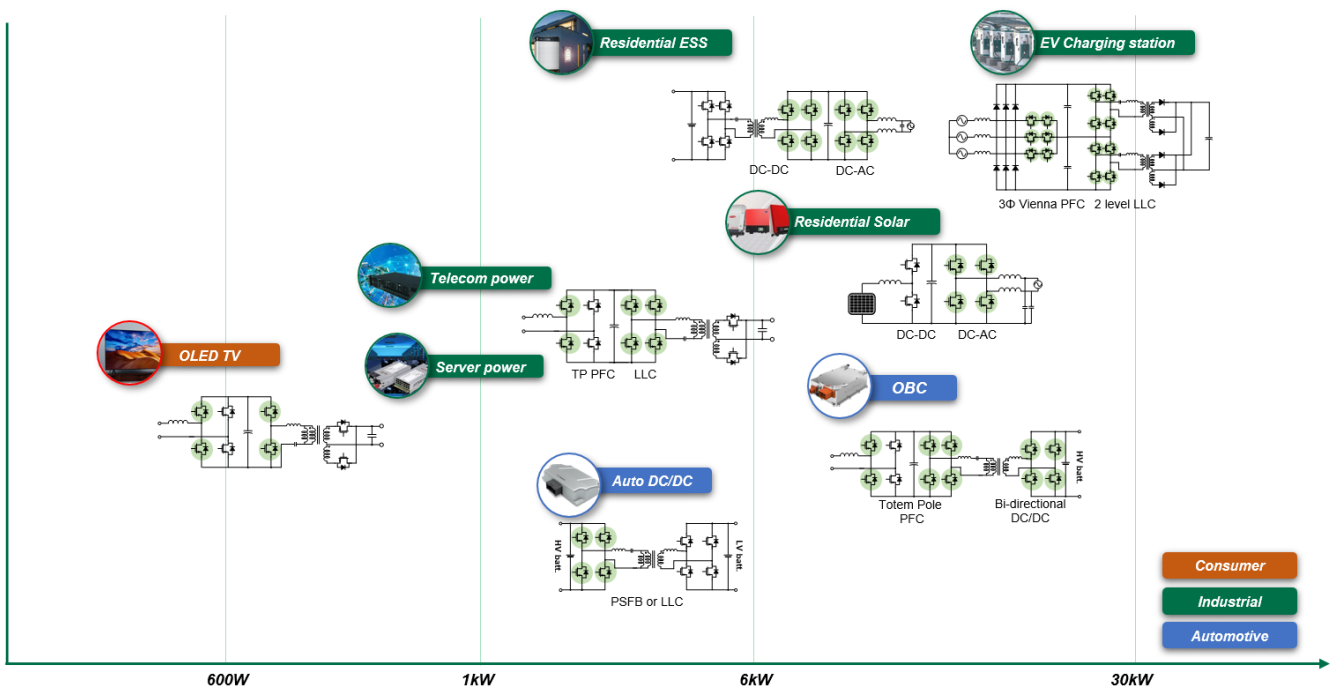 Residential ESS
EV Charging station
DC-DC
DC-AC
3Φ Vienna PFC
2 level LLC
Residential Solar
Telecom power
DC-DC
DC-AC
OLED TV
Server power
TP PFC
LLC
OBC
HV batt.
Totem Pole
PFC
Bi-directional
DC/DC
Auto DC/DC
HV batt.
LV batt.
PSFB or LLC
Consumer
Industrial
Automotive
600W
1kW
6kW
30kW